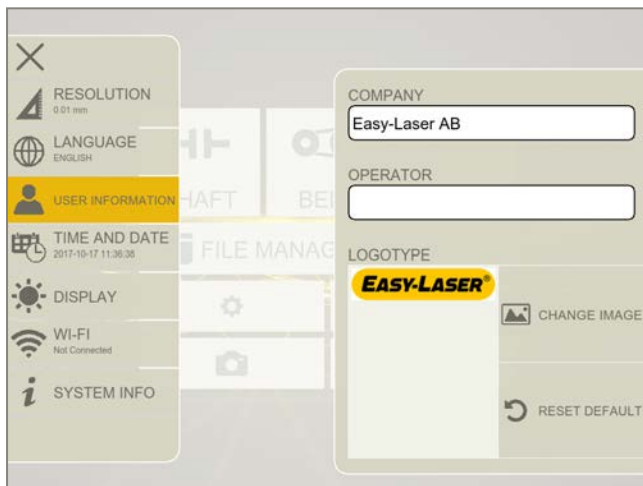 RESOLUTION
0.01 mm
LANGUAGE
ENGLISH
USER INFORMATION
TIME AND DATE
2017-10-17 11:36:38
DISPLAY
WI-FI
Not Connected
SYSTEM INFO
HAFT
BE
FILE MANAG
COMPANY
Easy-Laser AB
OPERATOR
LOGOTYPE
EASY-LASER®
CHANGE IMAGE
RESET DEFAULT